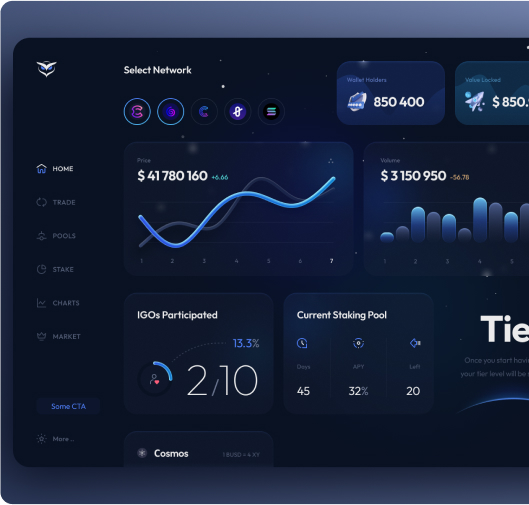 Select Network
Wallet Holders
850 400
Value Locked
$ 850.
HOME
TRADE
POOLS
STAKE
CHARTS
MARKET
Some CTA
More ..
Price
$ 41 780 160 +6.66
1 2 3 4 5 6 7
Volume
$ 3 150 950 -56.78
1 2 3 4 5
IGOs Participated
13.3%
2/10
Current Staking Pool
Days APY Left
45 32% 20
Tie
Once you start havi
your tier level will be
Cosmos
1 BUSD = 4 XY